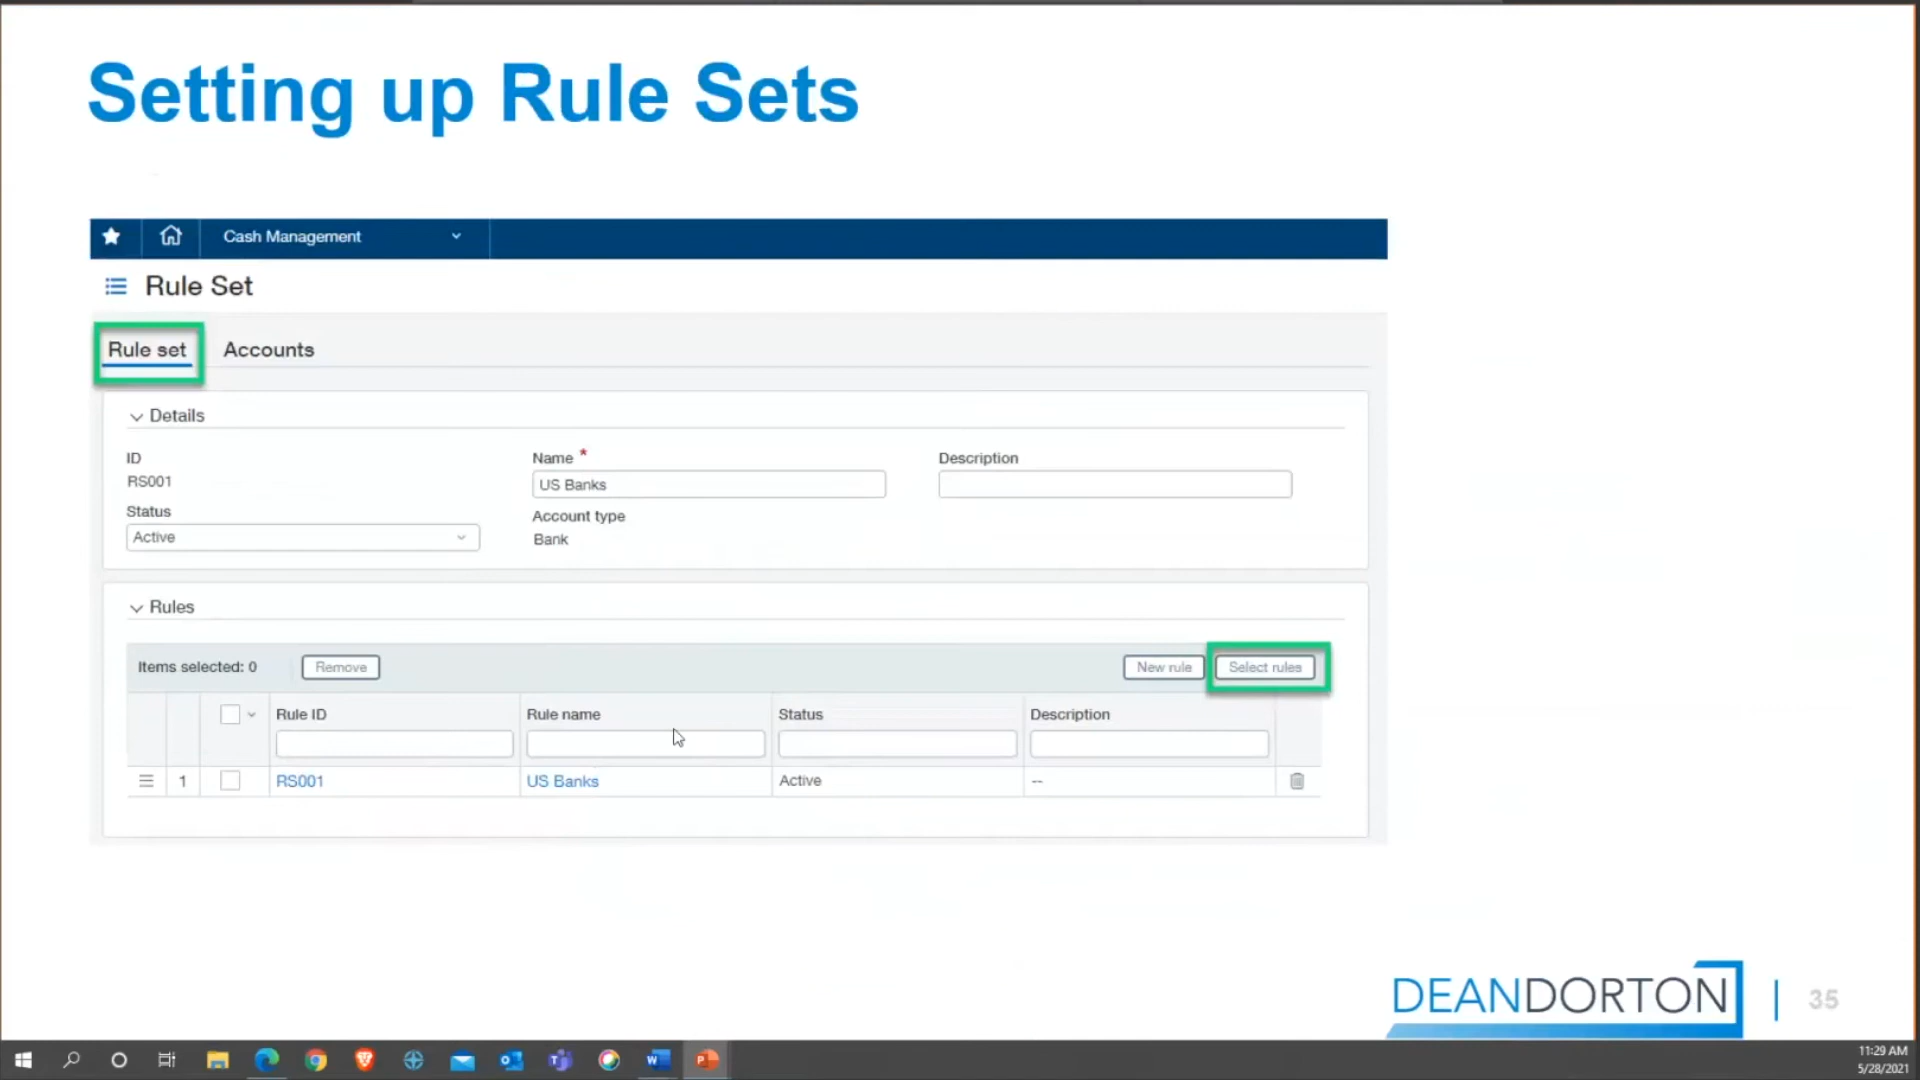 Setting up Rule Sets
Cash Management
Rule Set
Rule set Accounts
Details
ID Name * Description
RS001 US Banks
Status Account type
Active Bank
Rules
Items selected: 0 Remove New rule Select rules
Rule ID Rule name Status Description
1 RS001 US Banks Active --
DEANDORTON | 35
11:29 AM
5/28/2021